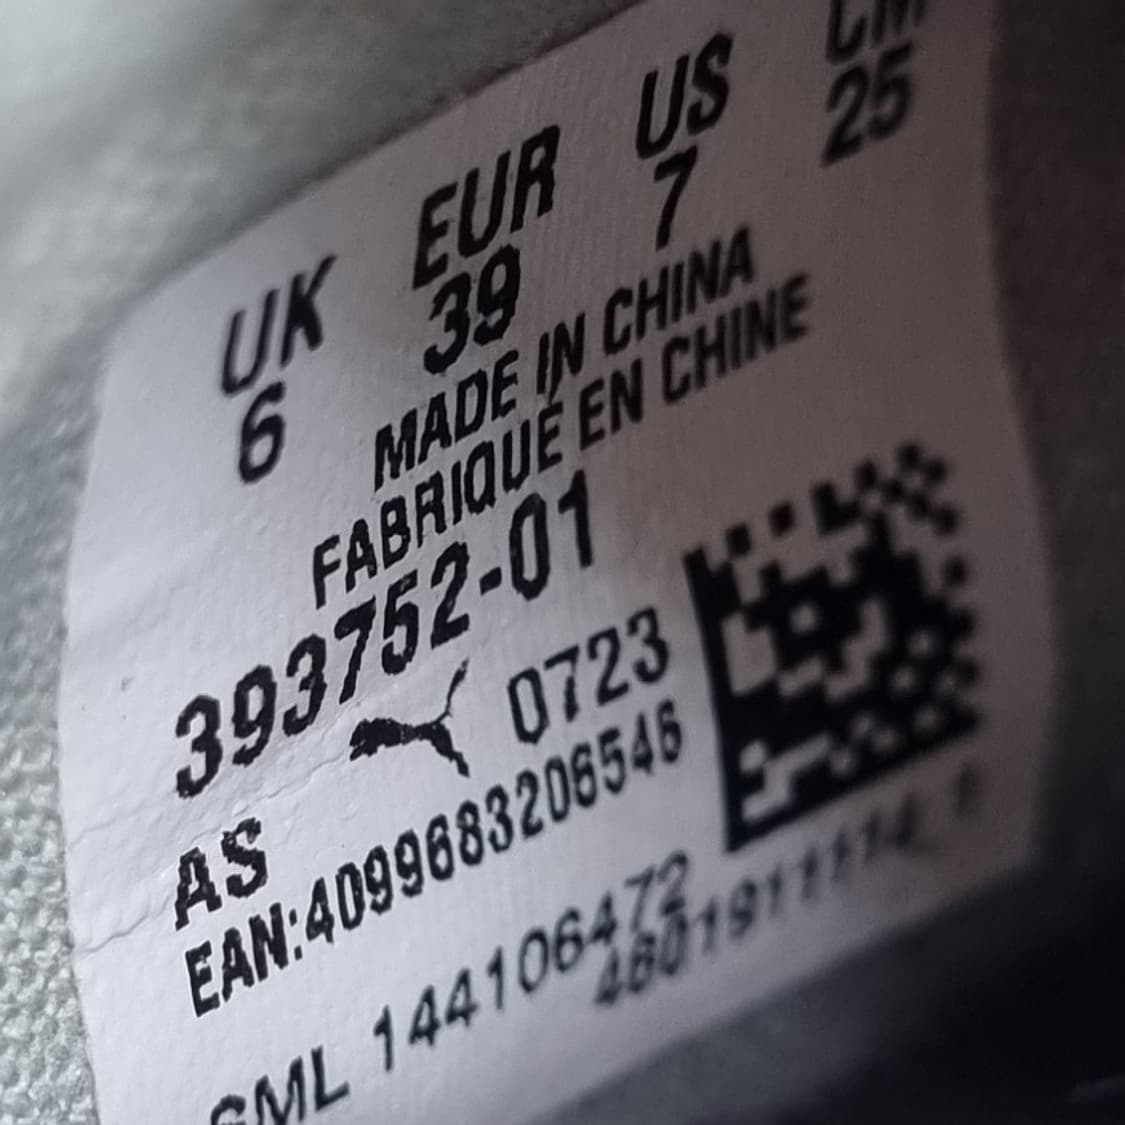 UK EUR US CM
6 39 7 25
MADE IN CHINA
FABRIQUÉ EN CHINE
393752-01
0723
AS
EAN:4099683206546
144106472